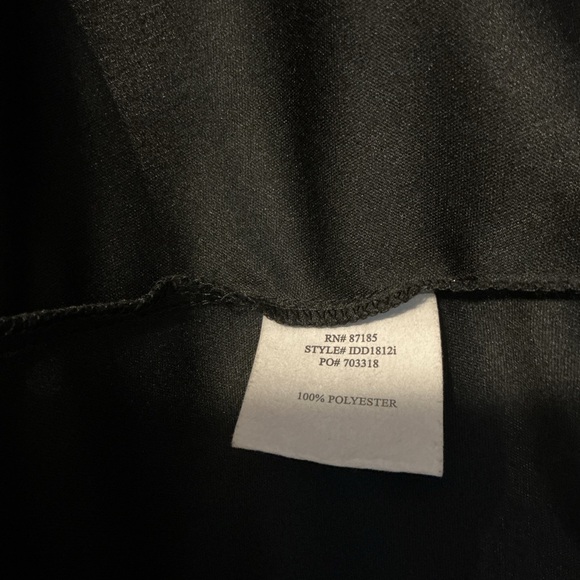 RN# 87185
STYLE# IDD1812i
PO# 703318
100% POLYESTER